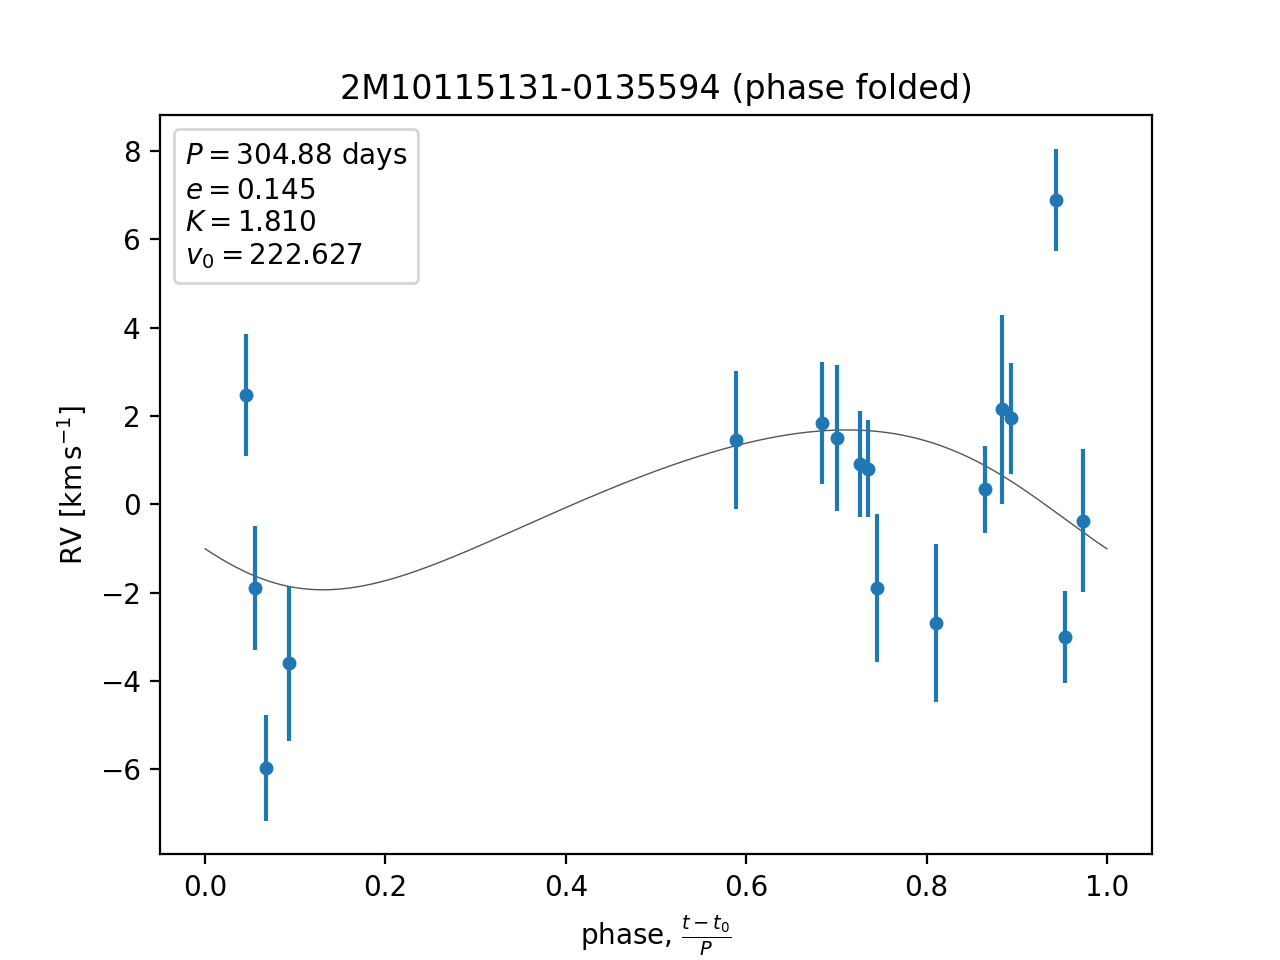 2M10115131-0135594 (phase folded)
P = 304.88 days
e = 0.145
K = 1.810
v₀ = 222.627
8
6
4
2
0
−2
−4
−6
RV [km s⁻¹]
0.0 0.2 0.4 0.6 0.8 1.0
phase, (t − t₀)/P